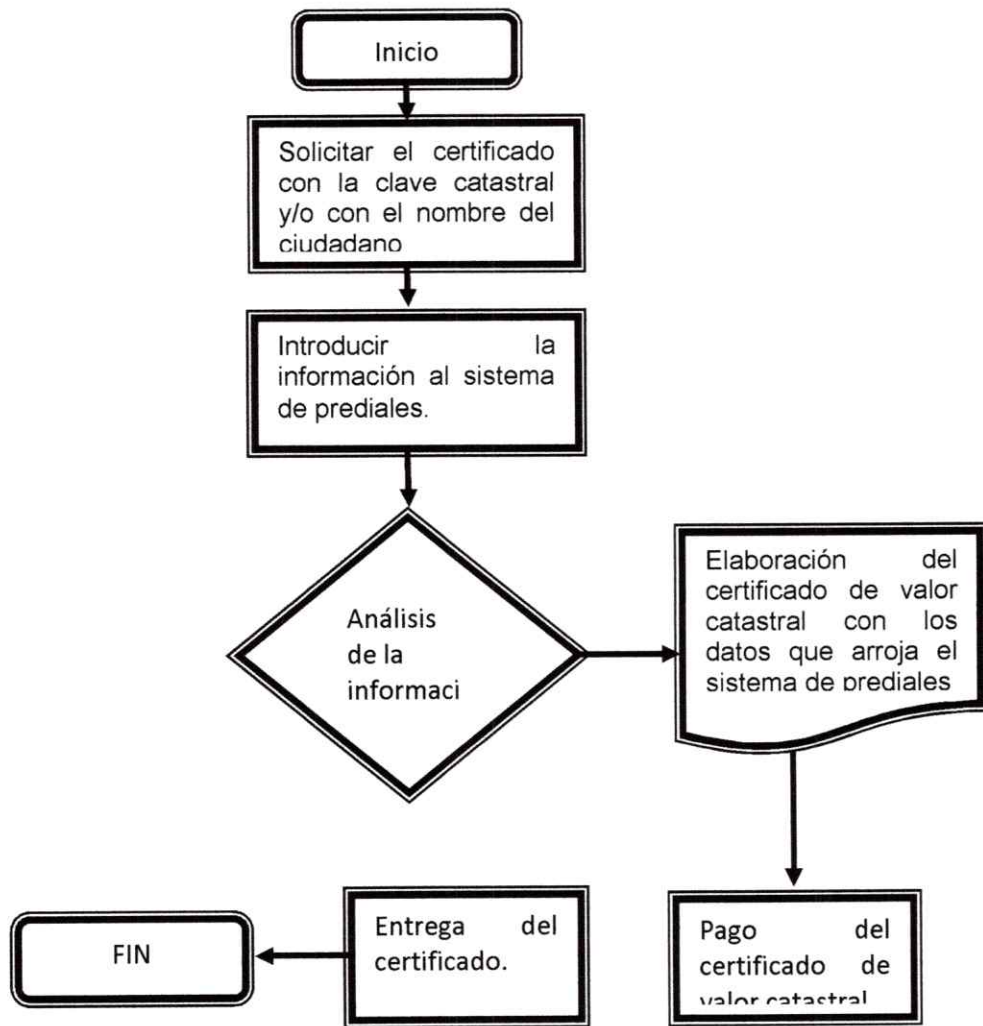 Inicio
Solicitar el certificado
con la clave catastral
y/o con el nombre del
ciudadano
Introducir la
información al sistema
de prediales.
Análisis
de la
informaci
Elaboración del
certificado de valor
catastral con los
datos que arroja el
sistema de prediales
Pago del
certificado de
valor catastral
Entrega del
certificado.
FIN